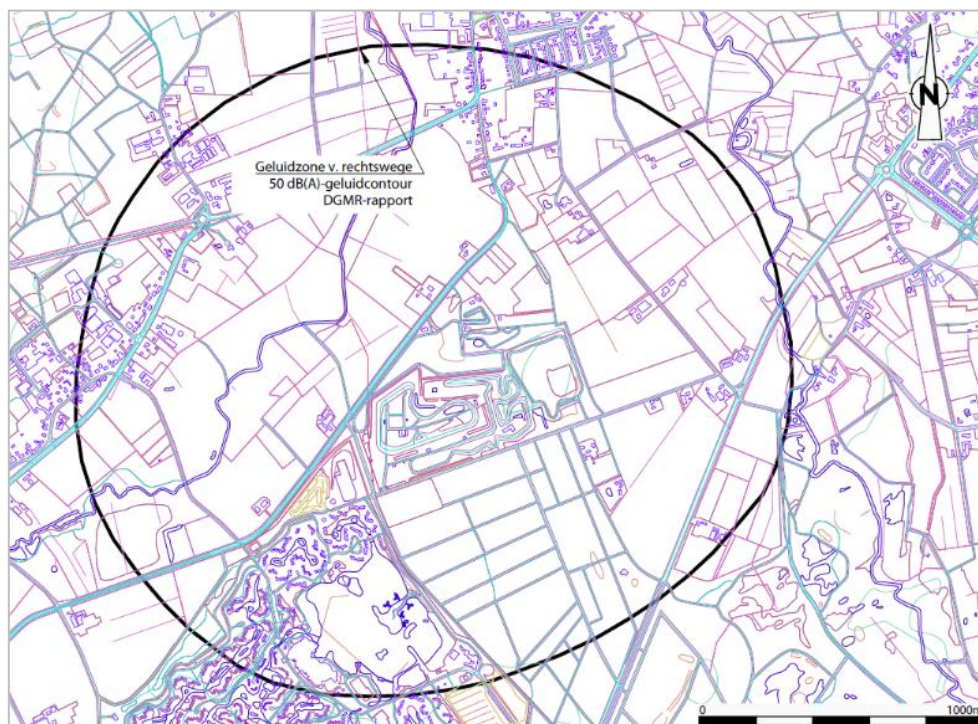 N
Geluidzone v. rechtswege
50 dB(A)-geluidcontour
DGMR-rapport
0 1000m